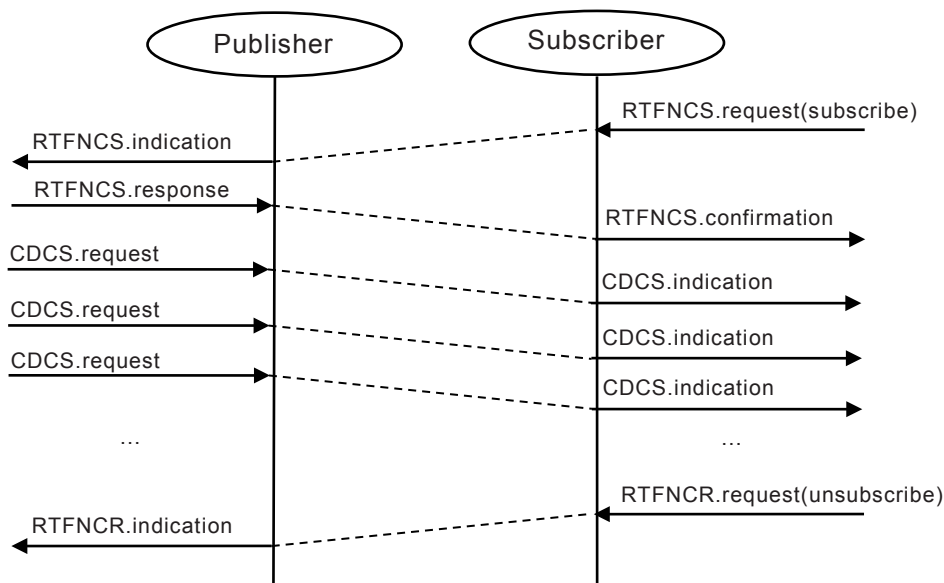 Publisher
Subscriber
RTFNCS.request(subscribe)
RTFNCS.indication
RTFNCS.response
RTFNCS.confirmation
CDCS.request
CDCS.indication
CDCS.request
CDCS.indication
CDCS.request
CDCS.indication
...
...
RTFNCR.request(unsubscribe)
RTFNCR.indication